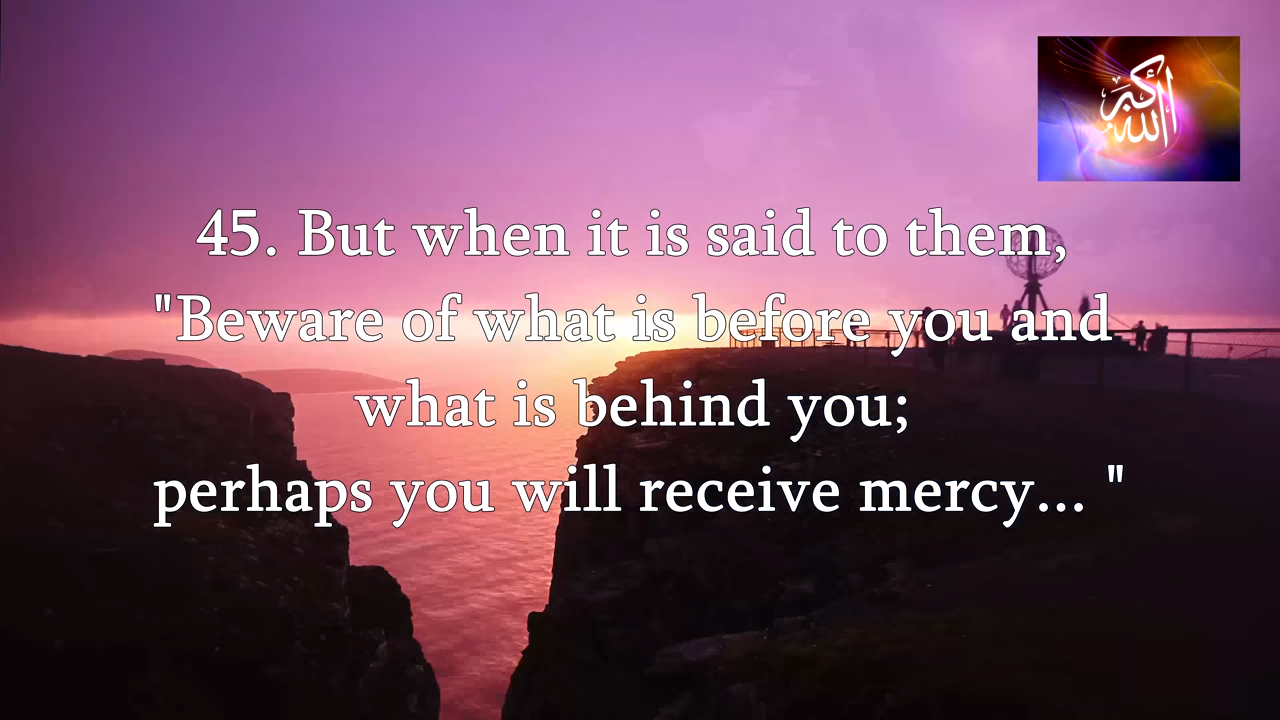 الله أكبر
45. But when it is said to them,
"Beware of what is before you and
what is behind you;
perhaps you will receive mercy... "